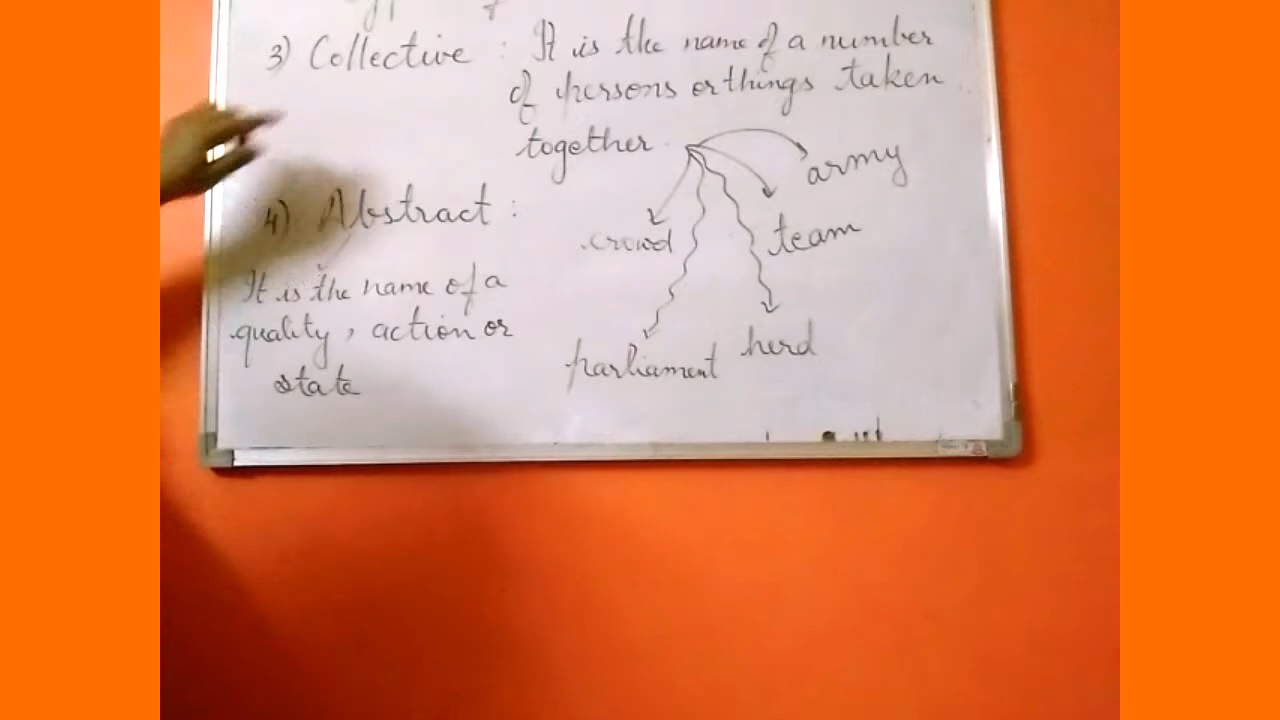 3) Collective : It is the name of a number
of persons or things taken
together
army
team
crowd
herd
parliament
4) Abstract :
It is the name of a
quality, action or
state